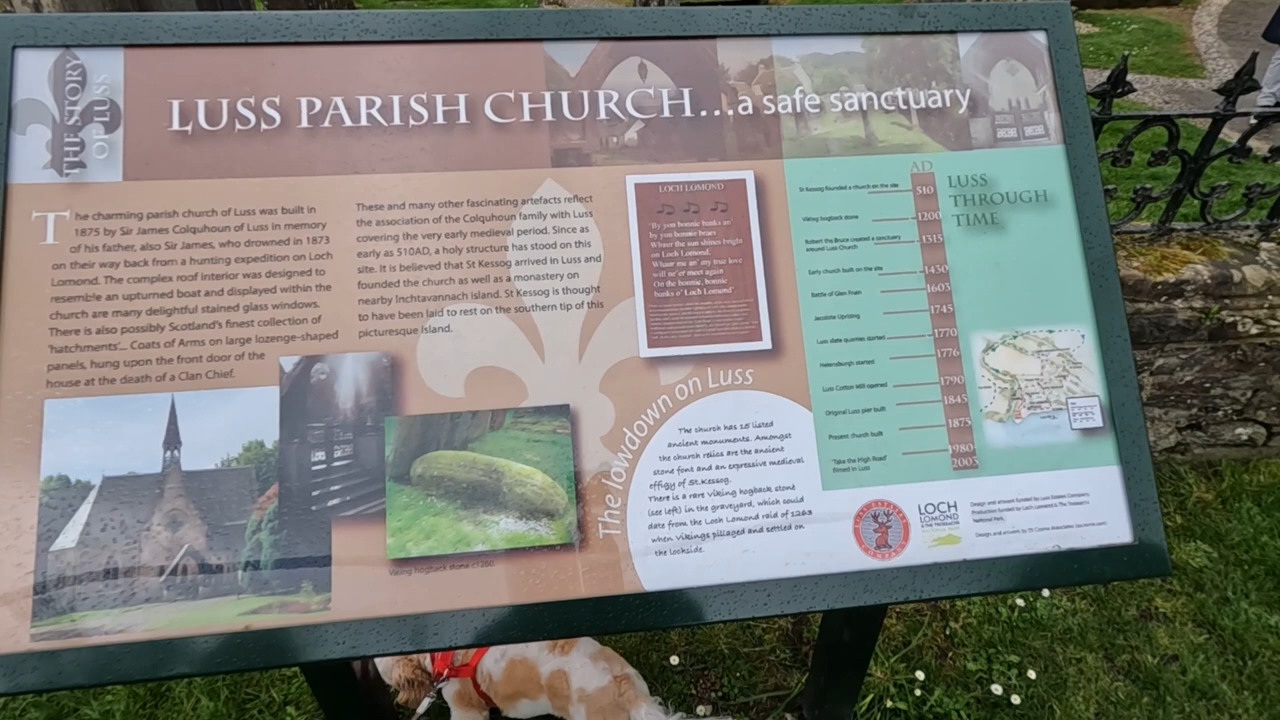 THE STORY
OF LUSS
LUSS PARISH CHURCH...a safe sanctuary
The charming parish church of Luss was built in
1875 by Sir James Colquhoun of Luss in memory
of his father, also Sir James, who drowned in 1873
on their way back from a hunting expedition on Loch
Lomond. The complex roof interior was designed to
resemble an upturned boat and displayed within the
church are many delightful stained glass windows.
There is also possibly Scotland's finest collection of
'hatchments'... Coats of Arms on large lozenge-shaped
panels, hung upon the front door of the
house at the death of a Clan Chief.
These and many other fascinating artefacts reflect
the association of the Colquhoun family with Luss
covering the very early medieval period. Since as
early as 510AD, a holy structure has stood on this
site. It is believed that St Kessog arrived in Luss and
founded the church as well as a monastery on
nearby Inchtavannach island. St Kessog is thought
to have been laid to rest on the southern tip of this
picturesque Island.
Viking hogback stone c1260
LOCH LOMOND
'By yon bonnie banks an'
by yon bonnie braes
Whaur the sun shines bright
on Loch Lomond,
Whaur me an' my true love
will ne'er meet again
On the bonnie, bonnie
banks o' Loch Lomond'.
The lowdown on Luss
The church has 15 listed
ancient monuments. Amongst
the church relics are the ancient
stone font and an expressive medieval
effigy of St.Kessog.
There is a rare Viking hogback stone
(see left) in the graveyard, which could
date from the Loch Lomond raid of 1263
when Vikings pillaged and settled on
the lochside.
LUSS
THROUGH
TIME
AD
St Kessog founded a church on the site 510
Viking hogback stone 1200
Robert the Bruce created a sanctuary
around Luss Church 1315
Early church built on the site 1430
Battle of Glen Fruin 1603
Jacobite Uprising 1745
Luss slate quarries started 1770
Helensburgh started 1776
Luss Cotton Mill opened 1790
Original Luss pier built 1845
Present church built 1875
'Take the High Road'
filmed in Luss 1980-
2003
LOCH
LOMOND
& THE TROSSACHS
Design and artwork funded by Luss Estates Company.
Production funded by Loch Lomond & The Trossachs
National Park.